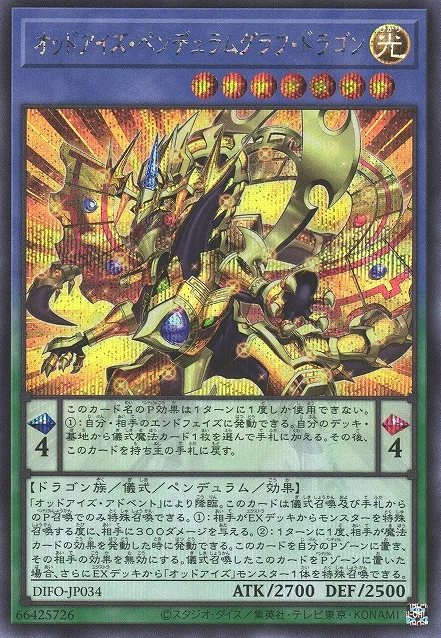 オッドアイズ・ペンデュラムグラフ・ドラゴン
光
このカード名のP効果は1ターンに1度しか使用できない。
①:自分・相手のエンドフェイズに発動できる。自分のデッキ・
墓地から儀式魔法カード1枚を選んで手札に加える。その後、
このカードを持ち主の手札に戻す。
4
4
【ドラゴン族/儀式/ペンデュラム/効果】
「オッドアイズ・アドベント」により降臨。このカードは儀式召喚及び手札から
のP召喚でのみ特殊召喚できる。①:相手がEXデッキからモンスターを特殊
召喚する度に、相手に300ダメージを与える。②:1ターンに1度、相手が魔法
カードの効果を発動した時に発動できる。このカードを自分のPゾーンに置き、
その相手の効果を無効にする。儀式召喚したこのカードをPゾーンに置いた
場合、さらにEXデッキから「オッドアイズ」モンスター1体を特殊召喚できる。
DIFO-JP034
ATK/2700
DEF/2500
66425726
©スタジオ・ダイス/集英社・テレビ東京・KONAMI